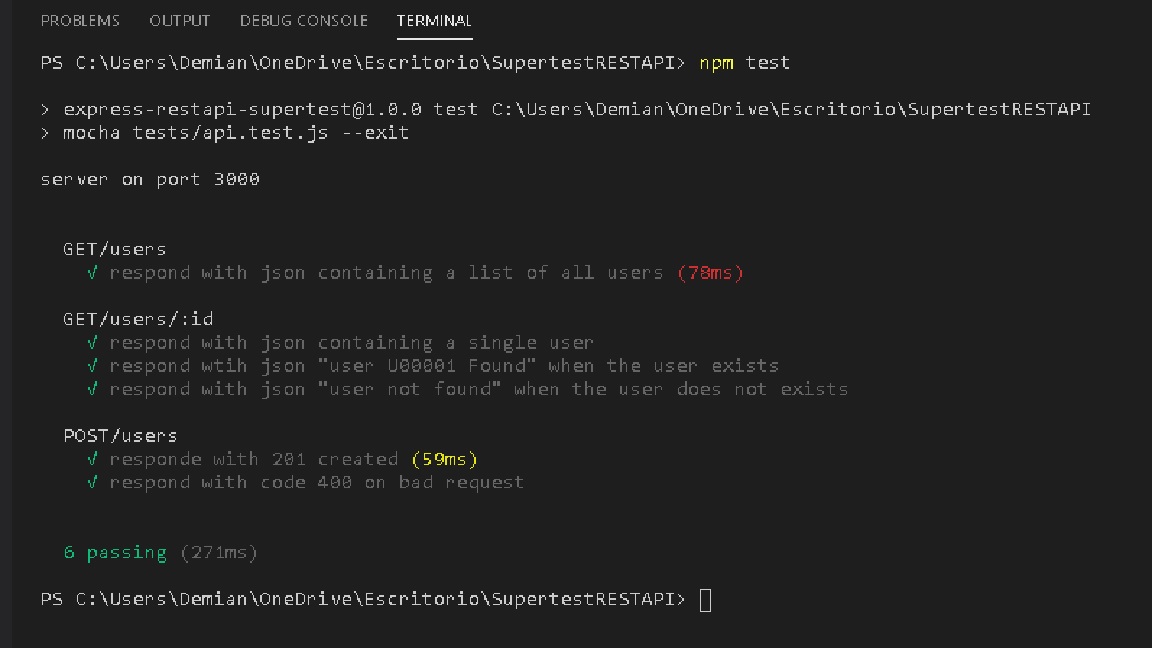 PROBLEMS OUTPUT DEBUG CONSOLE TERMINAL
PS C:\Users\Demian\OneDrive\Escritorio\SupertestRESTAPI> npm test
> express-restapi-supertest@1.0.0 test C:\Users\Demian\OneDrive\Escritorio\SupertestRESTAPI
> mocha tests/api.test.js --exit
server on port 3000
GET/users
√ respond with json containing a list of all users (78ms)
GET/users/:id
√ respond with json containing a single user
√ respond wtih json "user U00001 Found" when the user exists
√ respond with json "user not found" when the user does not exists
POST/users
√ responde with 201 created (59ms)
√ respond with code 400 on bad request
6 passing (271ms)
PS C:\Users\Demian\OneDrive\Escritorio\SupertestRESTAPI>